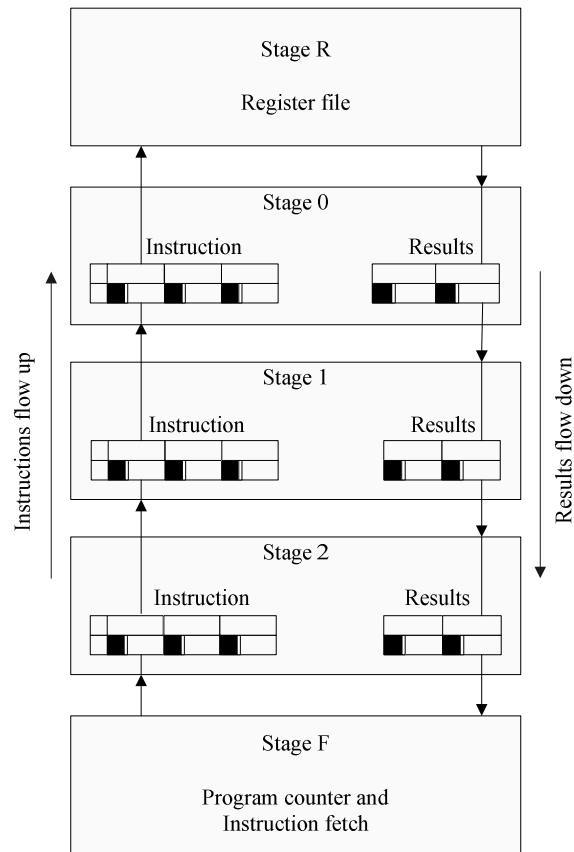 Stage R
Register file
Stage 0
Instruction
Results
Stage 1
Instruction
Results
Stage 2
Instruction
Results
Stage F
Program counter and
Instruction fetch
Instructions flow up
Results flow down